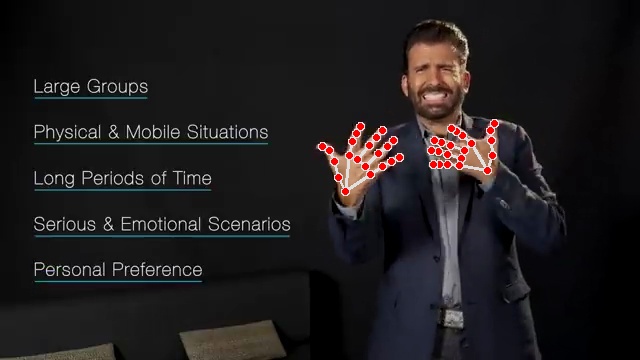 Large Groups
Physical & Mobile Situations
Long Periods of Time
Serious & Emotional Scenarios
Personal Preference